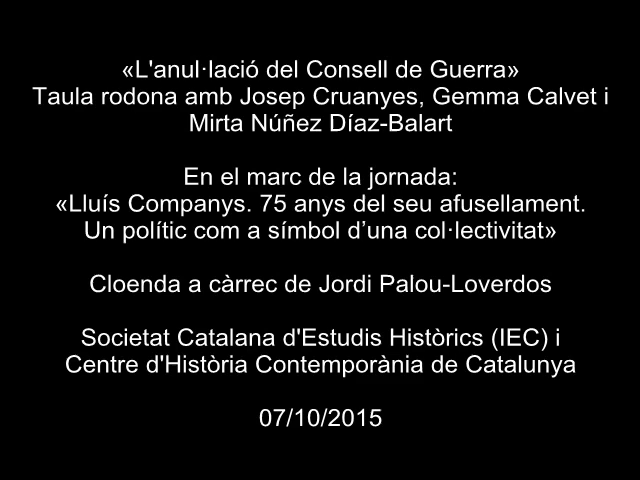 «L'anul·lació del Consell de Guerra»
Taula rodona amb Josep Cruanyes, Gemma Calvet i
Mirta Núñez Díaz-Balart
En el marc de la jornada:
«Lluís Companys. 75 anys del seu afusellament.
Un polític com a símbol d’una col·lectivitat»
Cloenda a càrrec de Jordi Palou-Loverdos
Societat Catalana d'Estudis Històrics (IEC) i
Centre d'Història Contemporània de Catalunya
07/10/2015